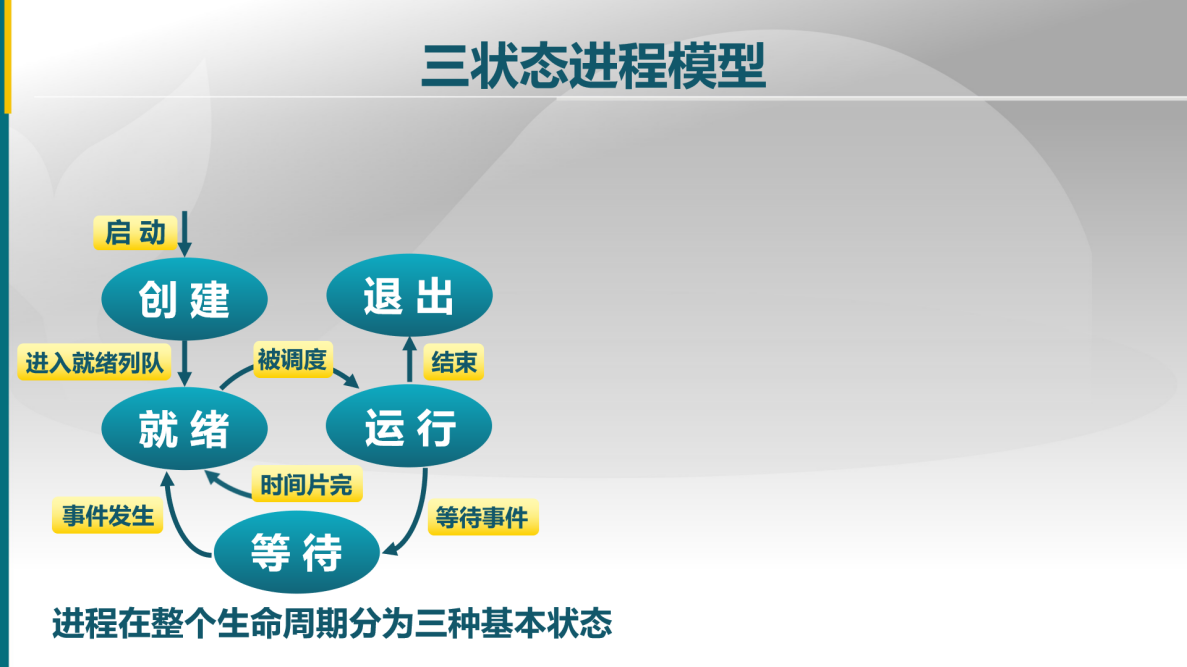 三状态进程模型
启 动
创 建
退 出
进入就绪列队
被调度
结束
就 绪
运 行
时间片完
事件发生
等待事件
等 待
进程在整个生命周期分为三种基本状态